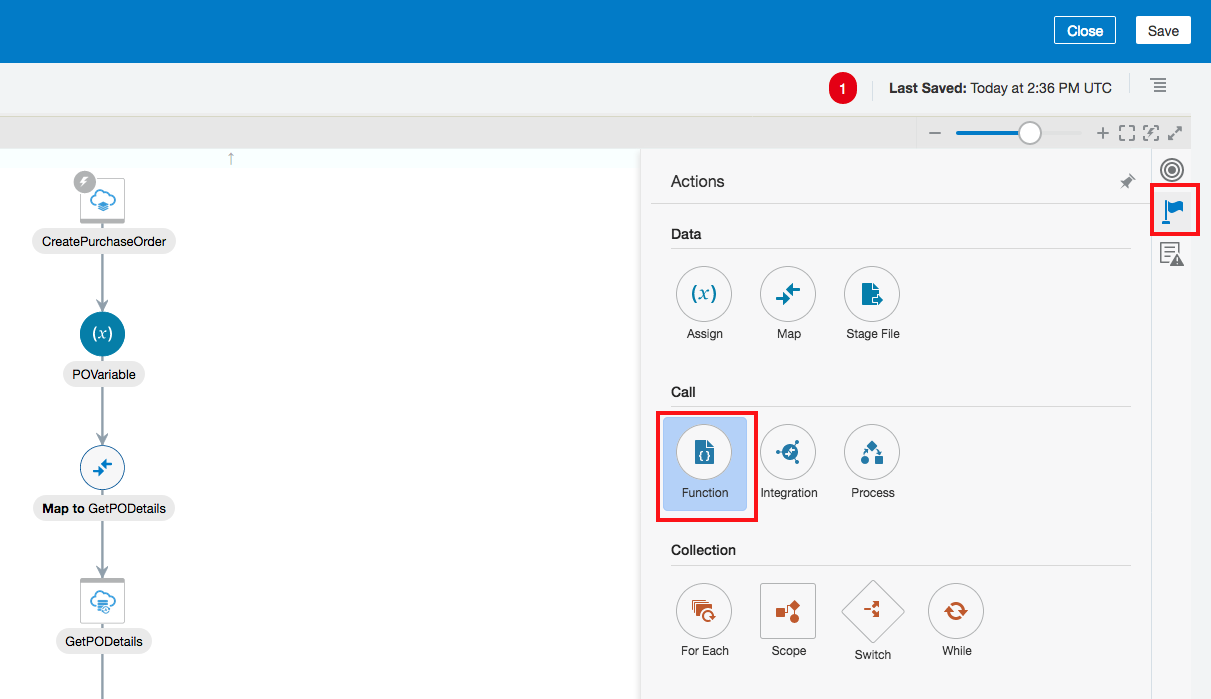 Close
Save
1
Last Saved: Today at 2:36 PM UTC
CreatePurchaseOrder
(x)
POVariable
Map to GetPODetails
GetPODetails
Actions
Data
(x)
Assign
Map
Stage File
Call
{}
Function
Integration
Process
Collection
For Each
Scope
Switch
While